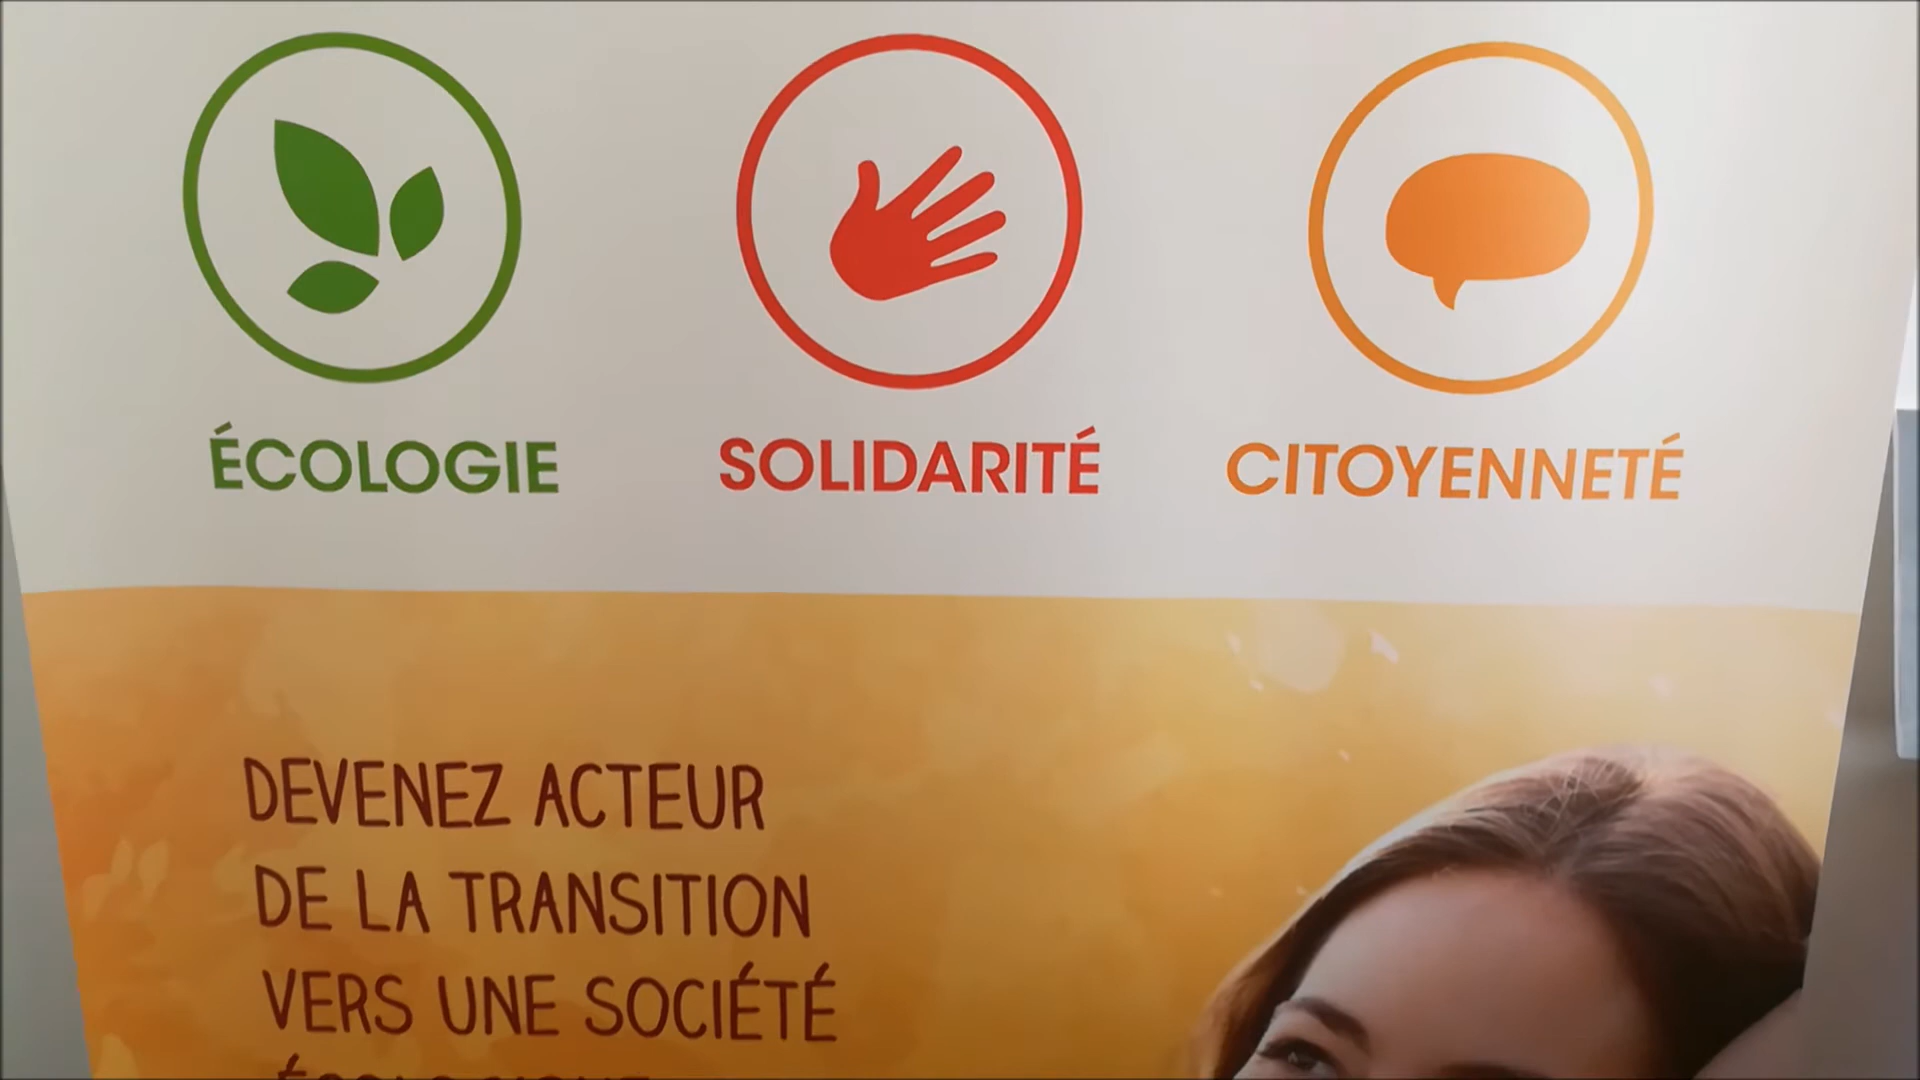 ÉCOLOGIE SOLIDARITÉ CITOYENNETÉ
DEVENEZ ACTEUR
DE LA TRANSITION
VERS UNE SOCIÉTÉ